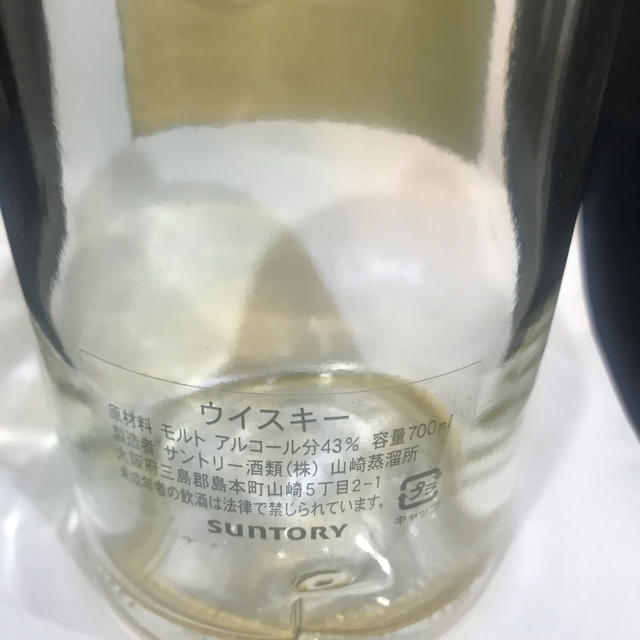 ウイスキー
原材料 モルト アルコール分43% 容量700ml
製造者 サントリー酒類(株) 山崎蒸溜所
大阪府三島郡島本町山崎5丁目2-1
未成年者の飲酒は法律で禁じられています。
プラ
キャップ
SUNTORY